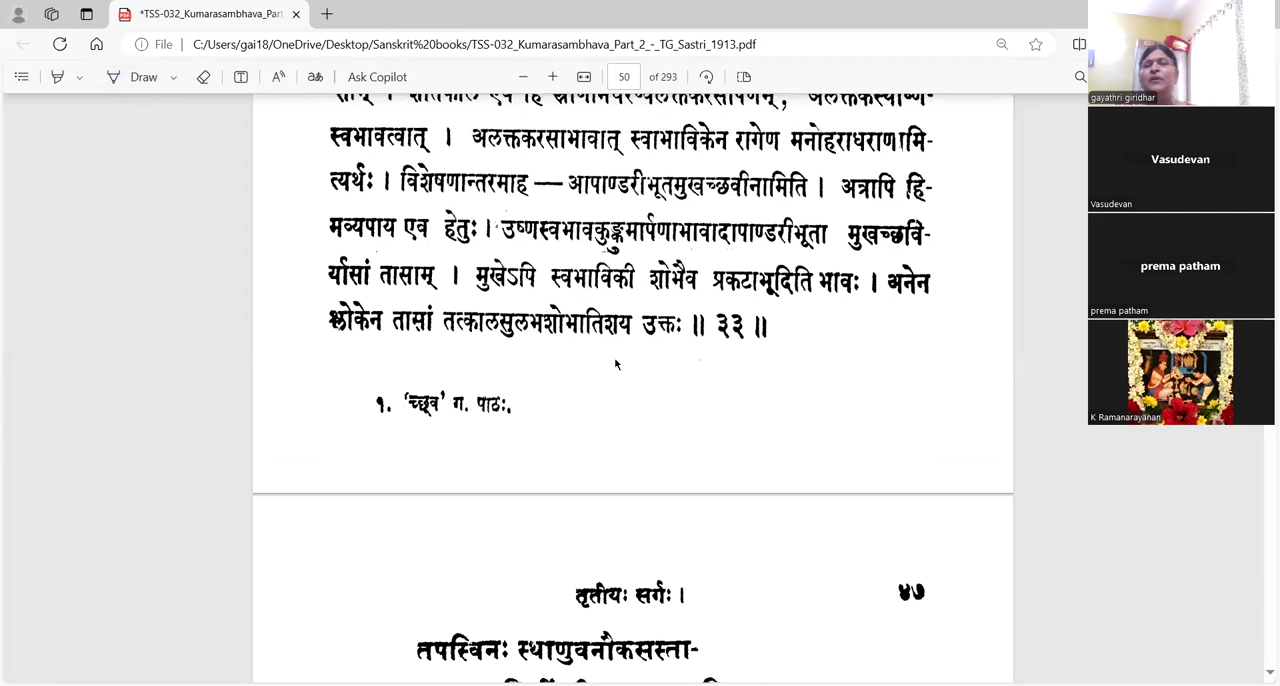 *TSS-032_Kumarasambhava_Part
File
C:/Users/gai18/OneDrive/Desktop/Sanskrit%20books/TSS-032_Kumarasambhava_Part_2_-_TG_Sastri_1913.pdf
Draw
Ask Copilot
50 of 293
स्वभावत्वात् । अलक्तकरसाभावात् स्वाभाविकेन रागेण मनोहराधराणामि-
त्यर्थः । विशेषणान्तरमाह — आपाण्डरीभूतमुखच्छवीनामिति । अत्रापि हि-
मव्यपाय एव हेतुः । उष्णस्वभावकुङ्कुमार्पणाभावादापाण्डरीभूता मुखच्छवि-
र्यासां तासाम् । मुखेऽपि स्वभाविकी शोभैव प्रकटाभूदिति भावः । अनेन
श्लोकेन तासां तत्कालसुलभशोभातिशय उक्तः ॥ ३३ ॥
१. 'च्छ्व' ग. पाठः.
तृतीयः सर्गः । ४७
तपस्विनः स्थाणुवनौकसस्ता-
gayathri giridhar
Vasudevan
Vasudevan
prema patham
prema patham
K Ramanarayanan